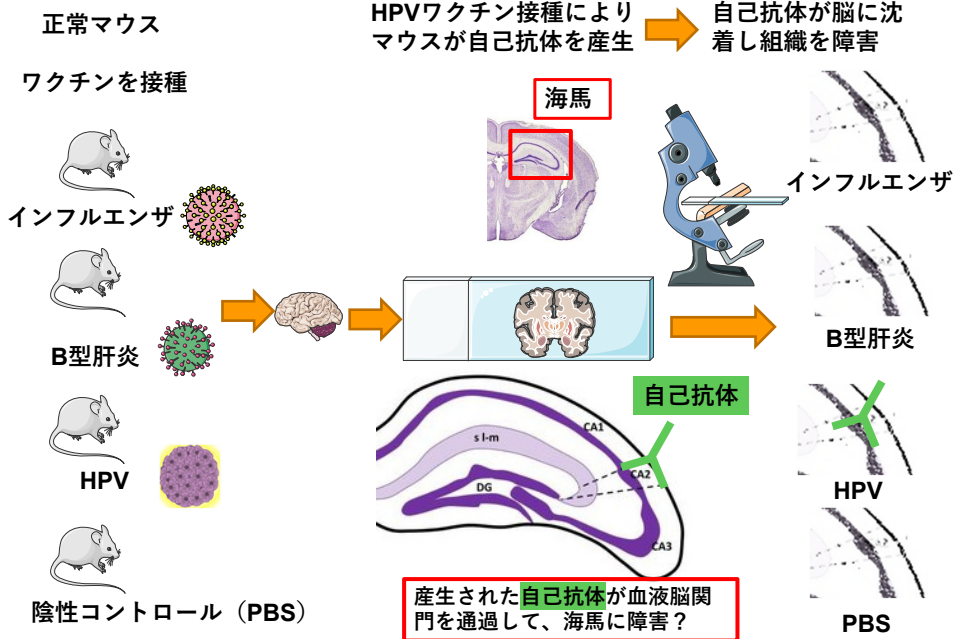 正常マウス
ワクチンを接種
インフルエンザ
B型肝炎
HPV
陰性コントロール（PBS）
HPVワクチン接種により
マウスが自己抗体を産生
自己抗体が脳に沈
着し組織を障害
海馬
自己抗体
CA1
s l-m
CA2
DG
CA3
産生された自己抗体が血液脳関
門を通過して、海馬に障害？
インフルエンザ
B型肝炎
HPV
PBS